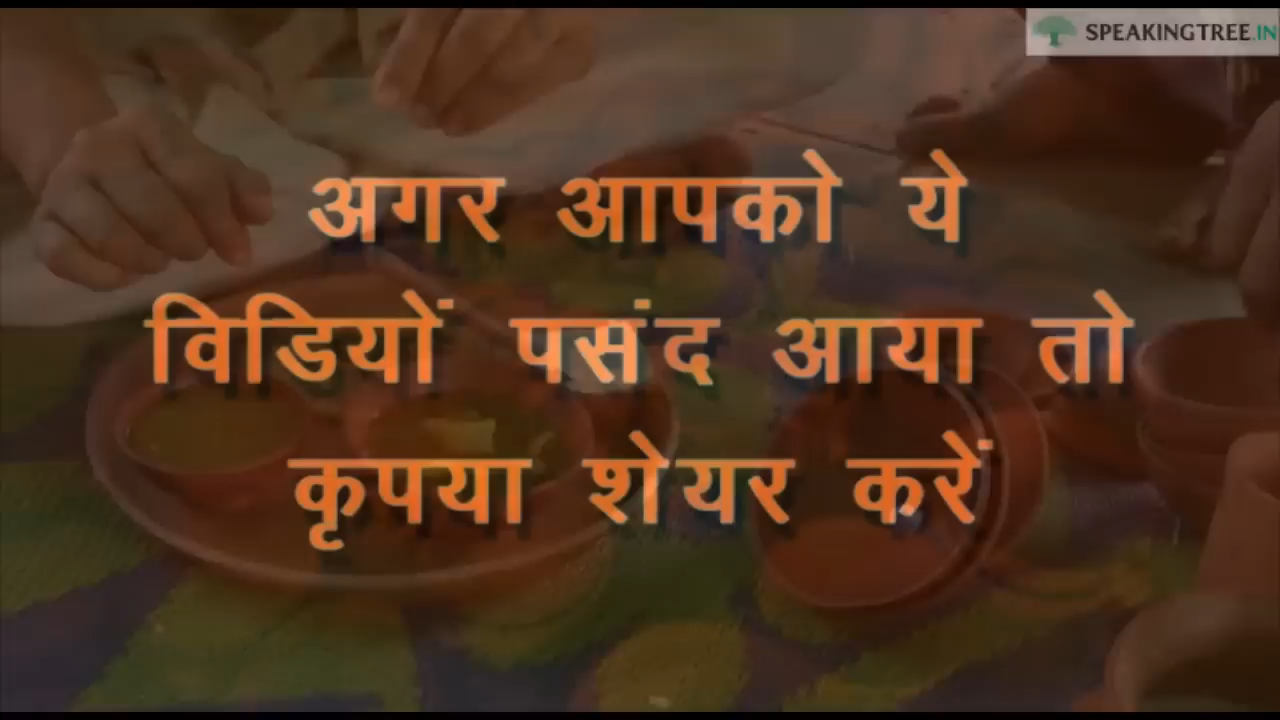 SPEAKINGTREE.IN
अगर आपको ये
विडियों पसंद आया तो
कृपया शेयर करें